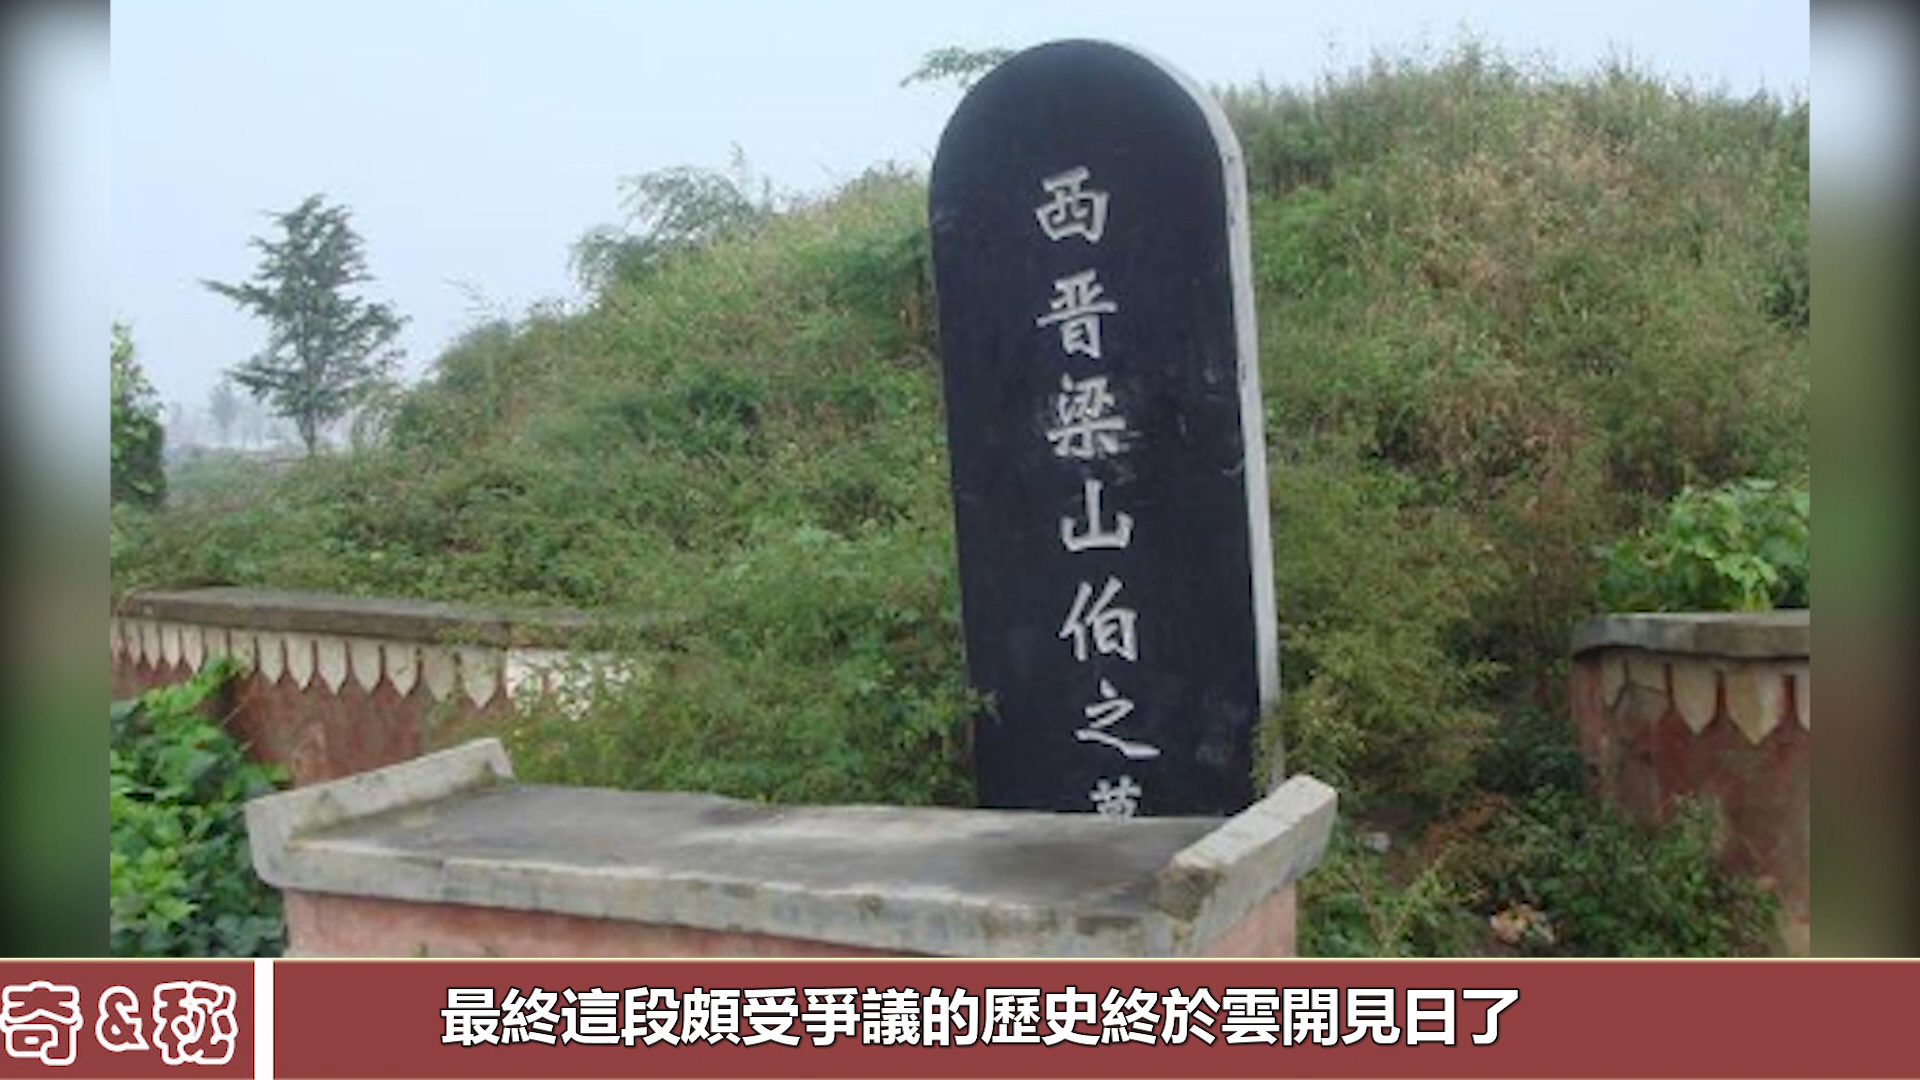 西晋梁山伯之墓
奇&秘
最終這段頗受爭議的歷史終於雲開見日了